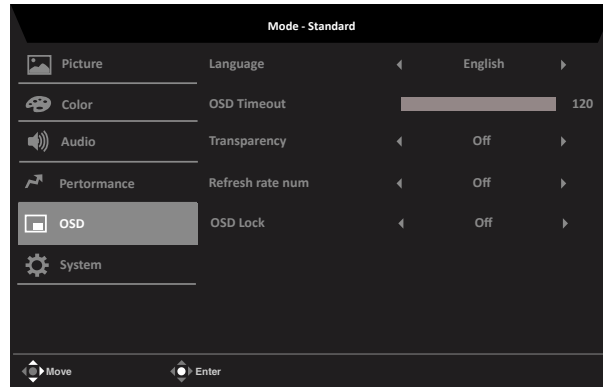 Mode - Standard
Picture
Language English
Color
OSD Timeout 120
Audio
Transparency Off
Pertormance
Refresh rate num Off
OSD
OSD Lock Off
System
Move Enter